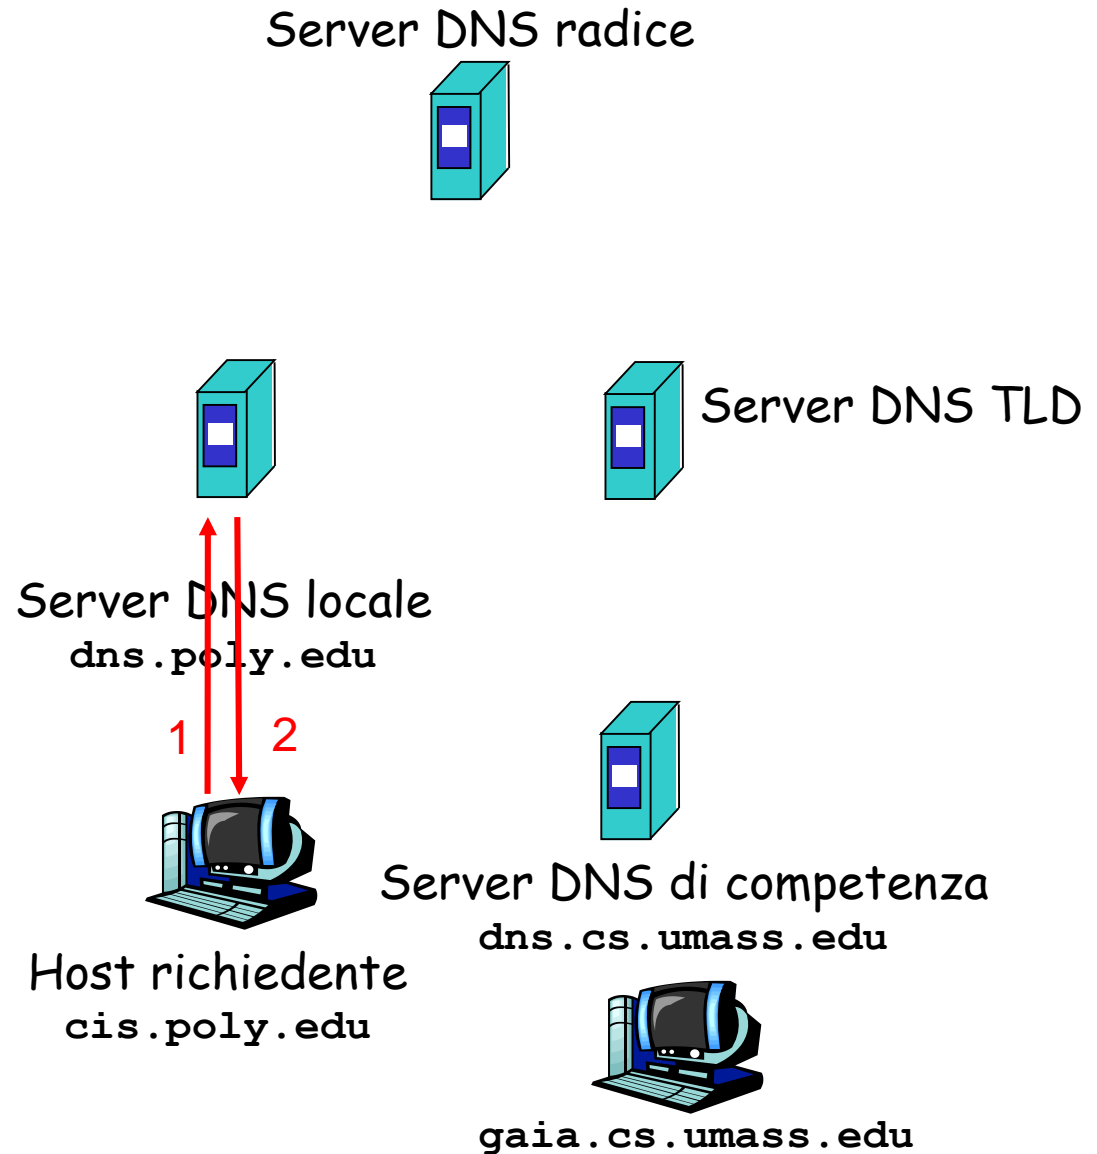 Server DNS radice
Server DNS TLD
Server DNS locale
dns.poly.edu
1
2
Server DNS di competenza
dns.cs.umass.edu
Host richiedente
cis.poly.edu
gaia.cs.umass.edu